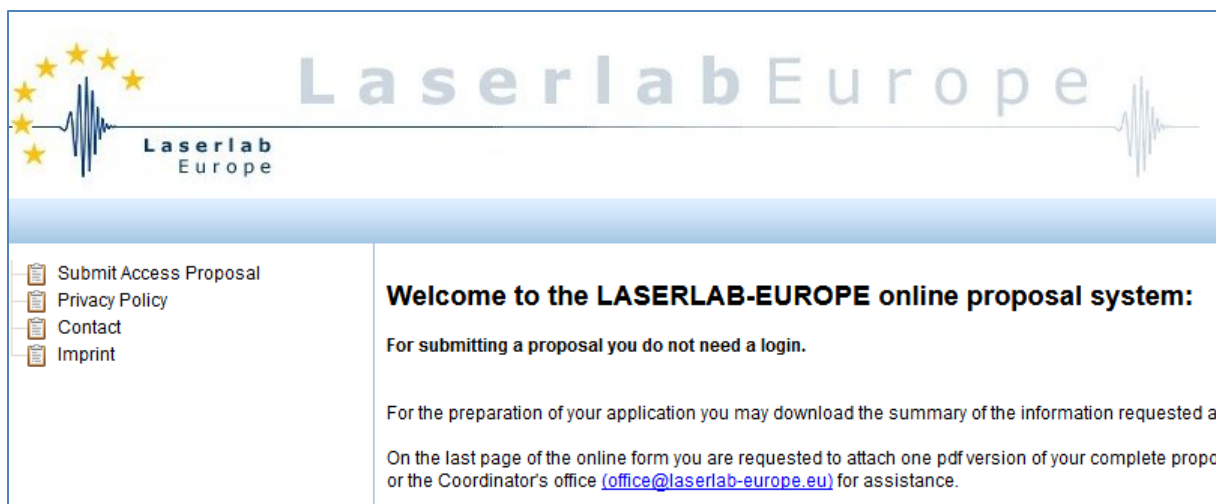 LaserlabEurope
Laserlab
Europe
Submit Access Proposal
Privacy Policy
Contact
Imprint
Welcome to the LASERLAB-EUROPE online proposal system:
For submitting a proposal you do not need a login.
For the preparation of your application you may download the summary of the information requested a
On the last page of the online form you are requested to attach one pdf version of your complete propo
or the Coordinator's office (office@laserlab-europe.eu) for assistance.